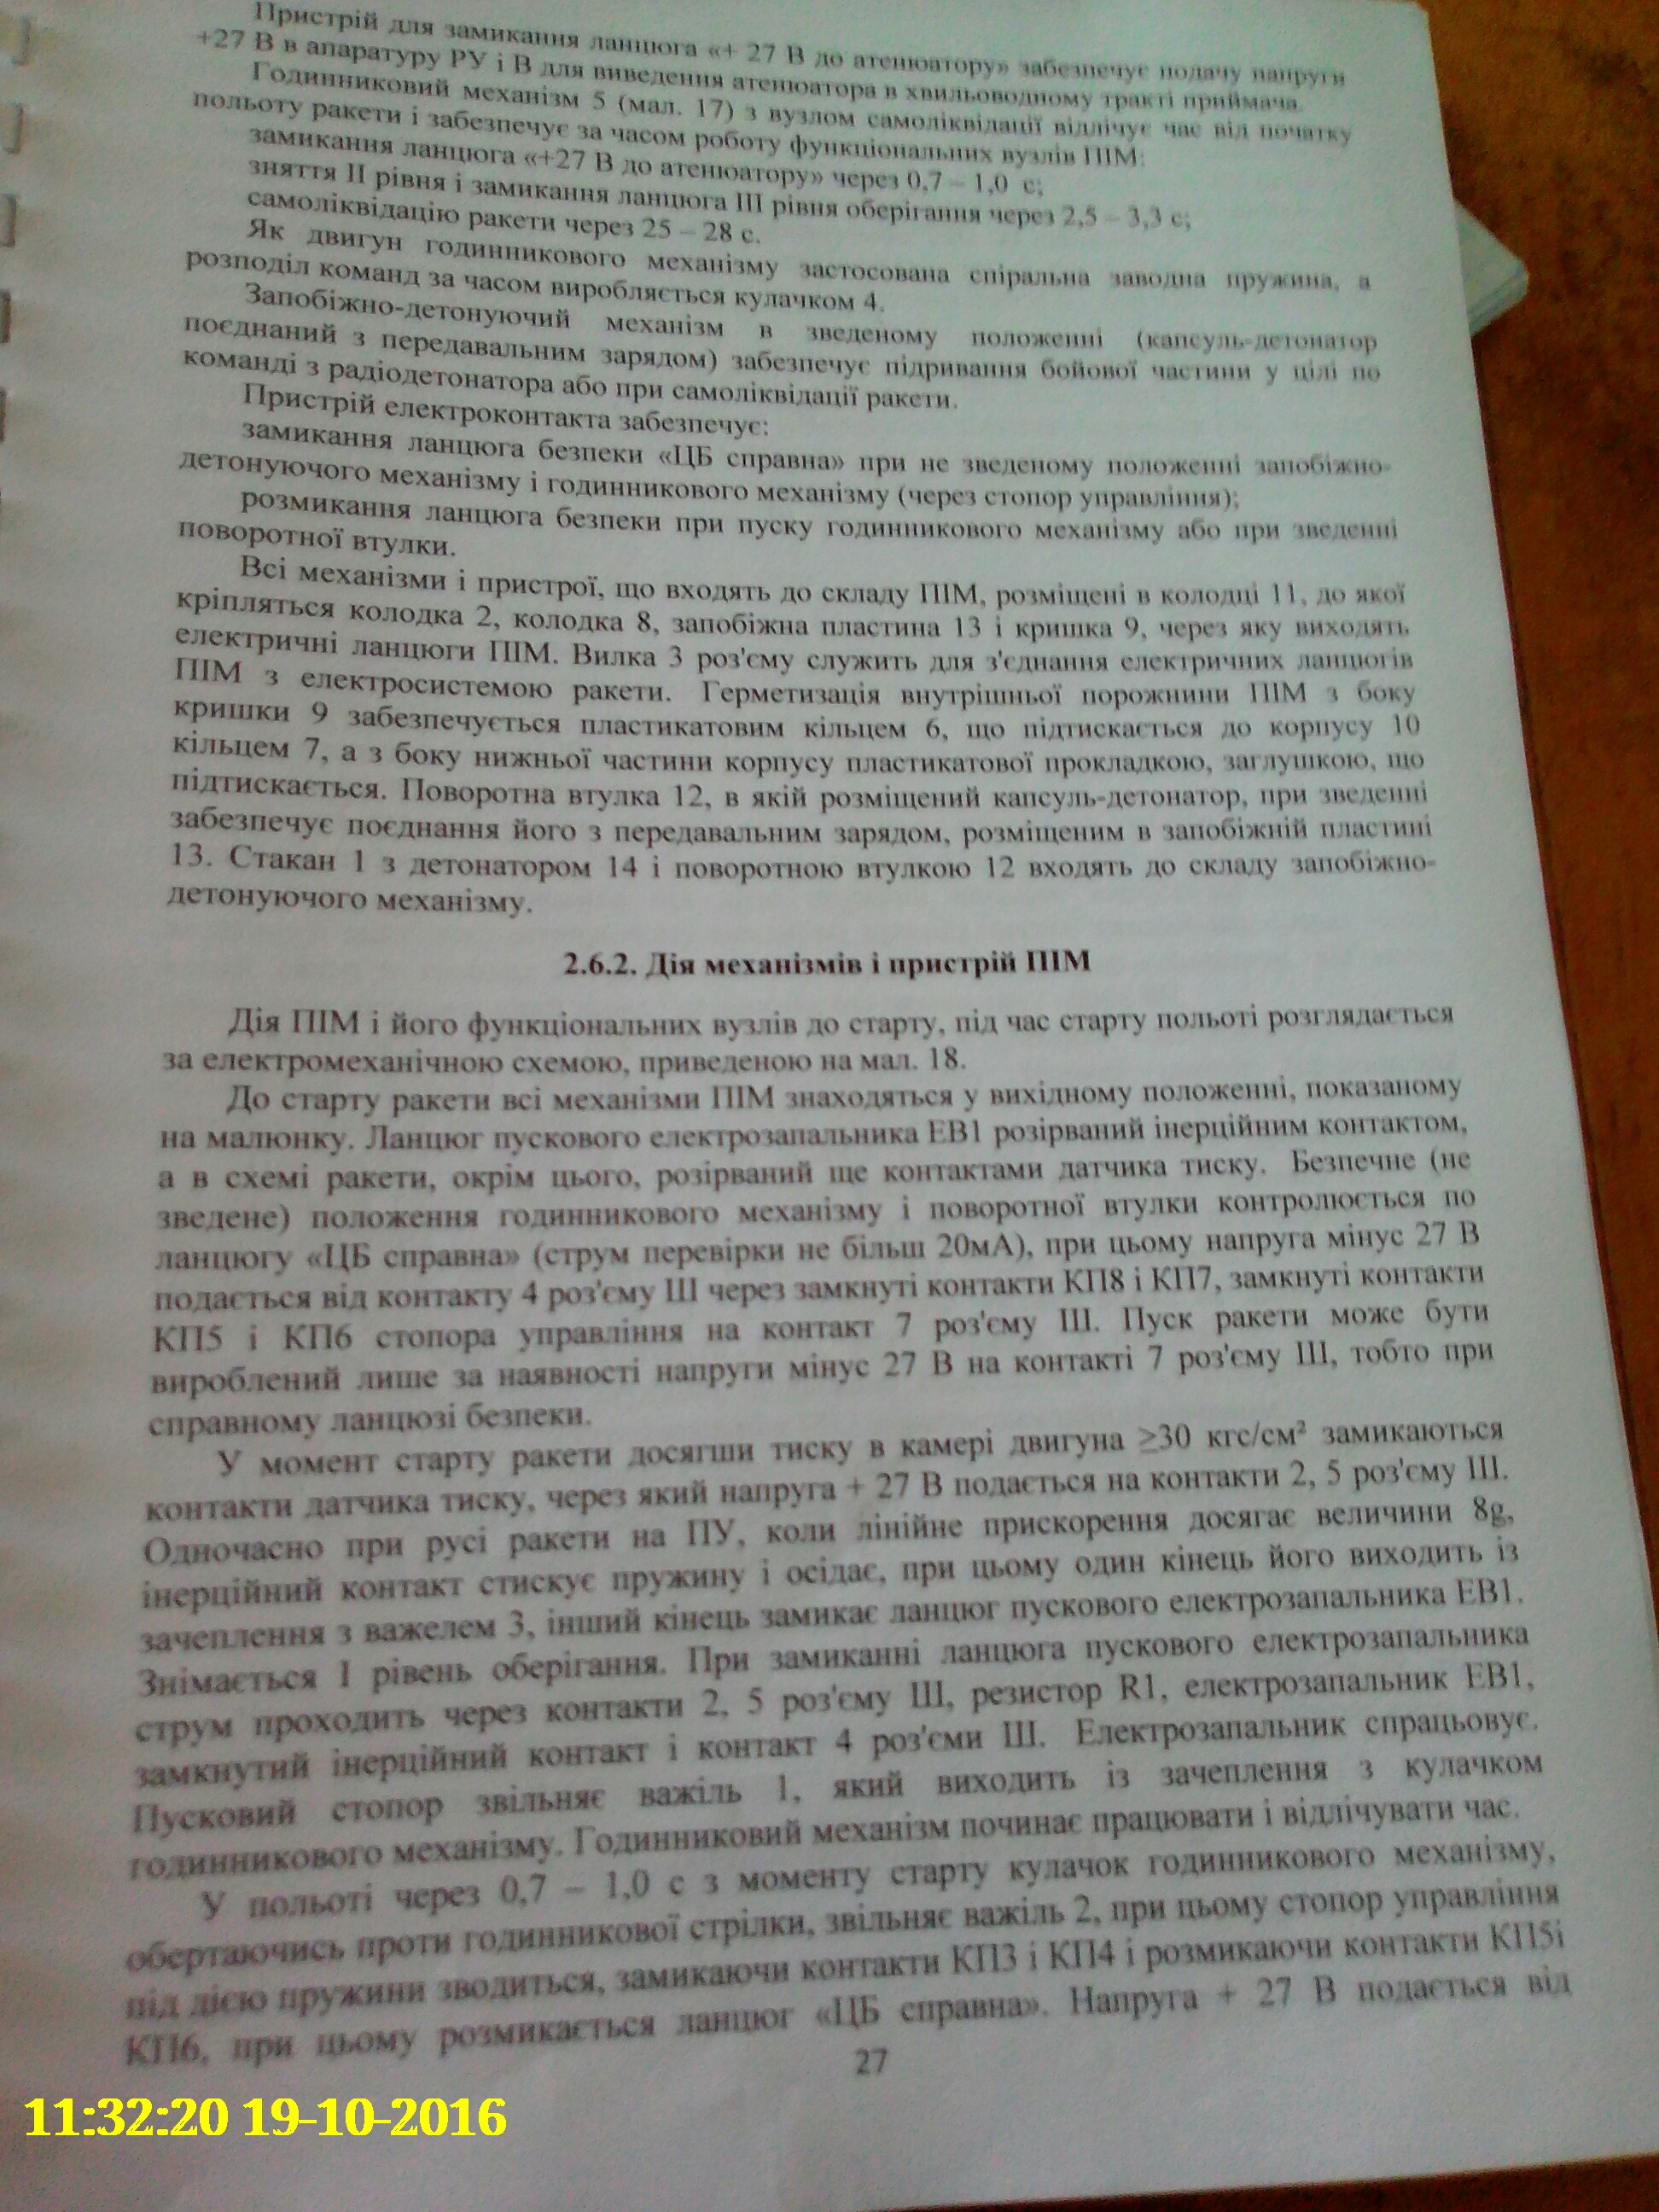 Пристрій для замикання ланцюга «+ 27 В до атенюатору» забезпечує подачу напруги
+27 В в апаратуру РУ і В для виведення атенюатора в хвильоводному тракті приймача.
Годинниковий механізм 5 (мал. 17) з вузлом самоліквідації відлічує час від початку
польоту ракети і забезпечує за часом роботу функціональних вузлів ПІМ:
замикання ланцюга «+27 В до атенюатору» через 0,7 – 1,0 с;
зняття II рівня і замикання ланцюга III рівня оберігання через 2,5 – 3,3 с;
самоліквідацію ракети через 25 – 28 с.
Як двигун годинникового механізму застосована спіральна заводна пружина, а
розподіл команд за часом виробляється кулачком 4.
Запобіжно-детонуючий механізм в зведеному положенні (капсуль-детонатор
поєднаний з передавальним зарядом) забезпечує підривання бойової частини у цілі по
команді з радіодетонатора або при самоліквідації ракети.
Пристрій електроконтакта забезпечує:
замикання ланцюга безпеки «ЦБ справна» при не зведеному положенні запобіжно-
детонуючого механізму і годинникового механізму (через стопор управління);
розмикання ланцюга безпеки при пуску годинникового механізму або при зведенні
поворотної втулки.
Всі механізми і пристрої, що входять до складу ПІМ, розміщені в колодці 11, до якої
кріпляться колодка 2, колодка 8, запобіжна пластина 13 і кришка 9, через яку виходять
електричні ланцюги ПІМ. Вилка 3 роз'єму служить для з'єднання електричних ланцюгів
ПІМ з електросистемою ракети. Герметизація внутрішньої порожнини ПІМ з боку
кришки 9 забезпечується пластикатовим кільцем 6, що підтискається до корпусу 10
кільцем 7, а з боку нижньої частини корпусу пластикатової прокладкою, заглушкою, що
підтискається. Поворотна втулка 12, в якій розміщений капсуль-детонатор, при зведенні
забезпечує поєднання його з передавальним зарядом, розміщеним в запобіжній пластині
13. Стакан 1 з детонатором 14 і поворотною втулкою 12 входять до складу запобіжно-
детонуючого механізму.
2.6.2. Дія механізмів і пристрій ПІМ
Дія ПІМ і його функціональних вузлів до старту, під час старту польоті розглядається
за електромеханічною схемою, приведеною на мал. 18.
До старту ракети всі механізми ПІМ знаходяться у вихідному положенні, показаному
на малюнку. Ланцюг пускового електрозапальника ЕВ1 розірваний інерційним контактом,
а в схемі ракети, окрім цього, розірваний ще контактами датчика тиску. Безпечне (не
зведене) положення годинникового механізму і поворотної втулки контролюється по
ланцюгу «ЦБ справна» (струм перевірки не більш 20мА), при цьому напруга мінус 27 В
подається від контакту 4 роз'єму Ш через замкнуті контакти КП8 і КП7, замкнуті контакти
КП5 і КП6 стопора управління на контакт 7 роз'єму Ш. Пуск ракети може бути
вироблений лише за наявності напруги мінус 27 В на контакті 7 роз'єму Ш, тобто при
справному ланцюзі безпеки.
У момент старту ракети досягши тиску в камері двигуна ≥30 кгс/см² замикаються
контакти датчика тиску, через який напруга + 27 В подається на контакти 2, 5 роз'єму Ш.
Одночасно при русі ракети на ПУ, коли лінійне прискорення досягає величини 8g,
інерційний контакт стискує пружину і осідає, при цьому один кінець його виходить із
зачеплення з важелем 3, інший кінець замикає ланцюг пускового електрозапальника ЕВ1.
Знімається I рівень оберігання. При замиканні ланцюга пускового електрозапальника
струм проходить через контакти 2, 5 роз'єму Ш, резистор R1, електрозапальник ЕВ1,
замкнутий інерційний контакт і контакт 4 роз'єми Ш. Електрозапальник спрацьовує.
Пусковий стопор звільняє важіль 1, який виходить із зачеплення з кулачком
годинникового механізму. Годинниковий механізм починає працювати і відлічувати час.
У польоті через 0,7 – 1,0 с з моменту старту кулачок годинникового механізму,
обертаючись проти годинникової стрілки, звільняє важіль 2, при цьому стопор управління
під дією пружини зводиться, замикаючи контакти КП3 і КП4 і розмикаючи контакти КП5і
КП6, при цьому розмикається ланцюг «ЦБ справна». Напруга + 27 В подається від
27
11:32:20 19-10-2016